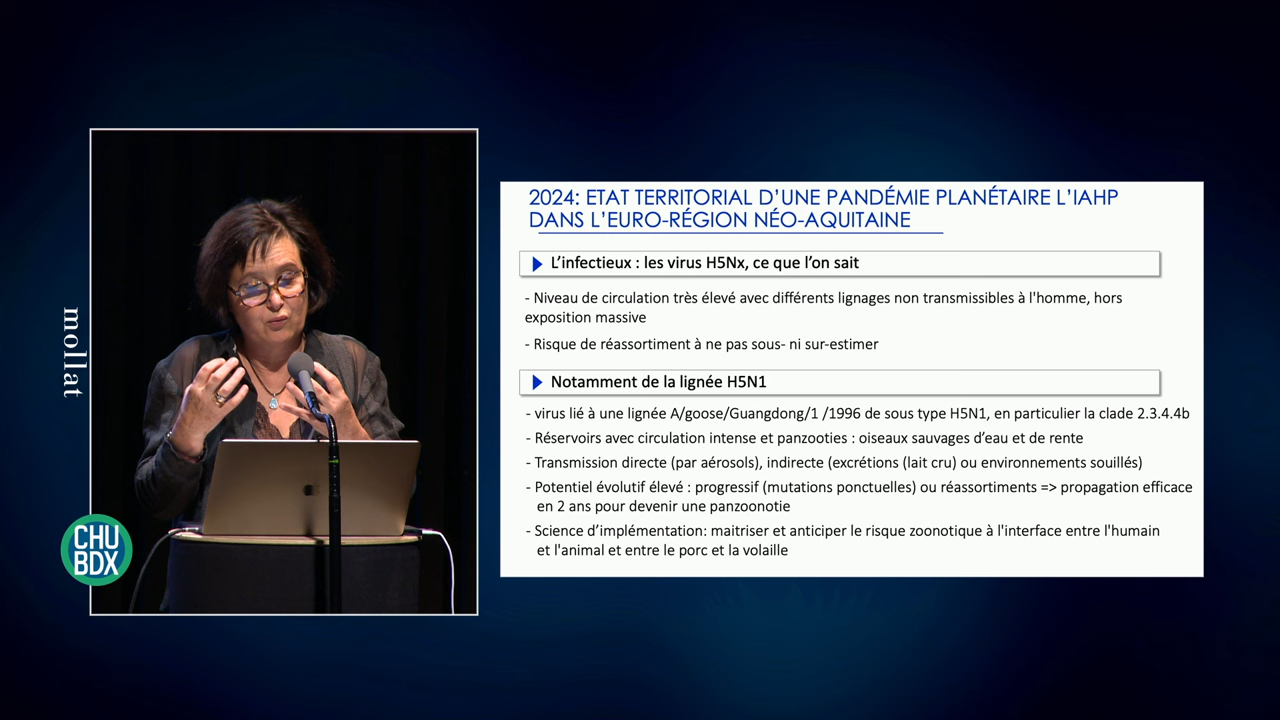 mollat
CHU
BDX
2024: ETAT TERRITORIAL D'UNE PANDÉMIE PLANÉTAIRE L'IAHP
DANS L'EURO-RÉGION NÉO-AQUITAINE
L'infectieux : les virus H5Nx, ce que l'on sait
- Niveau de circulation très élevé avec différents lignages non transmissibles à l'homme, hors
exposition massive
- Risque de réassortiment à ne pas sous- ni sur-estimer
Notamment de la lignée H5N1
- virus lié à une lignée A/goose/Guangdong/1 /1996 de sous type H5N1, en particulier la clade 2.3.4.4b
- Réservoirs avec circulation intense et panzooties : oiseaux sauvages d'eau et de rente
- Transmission directe (par aérosols), indirecte (excrétions (lait cru) ou environnements souillés)
- Potentiel évolutif élevé : progressif (mutations ponctuelles) ou réassortiments => propagation efficace
en 2 ans pour devenir une panzoonotie
- Science d'implémentation: maitriser et anticiper le risque zoonotique à l'interface entre l'humain
et l'animal et entre le porc et la volaille